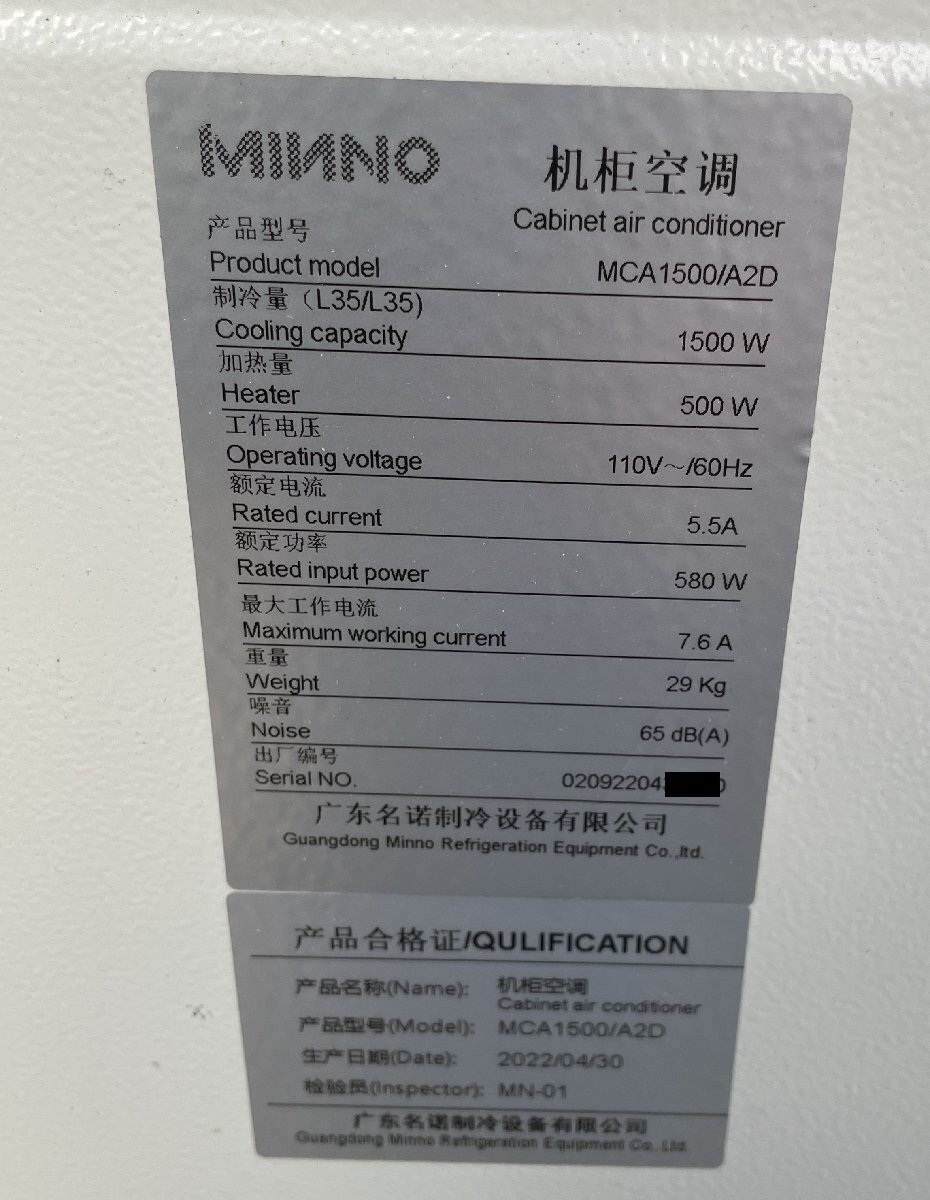 MINNO
机柜空调
Cabinet air conditioner
产品型号
Product model MCA1500/A2D
制冷量（L35/L35)
Cooling capacity 1500 W
加热量
Heater 500 W
工作电压
Operating voltage 110V～/60Hz
额定电流
Rated current 5.5A
额定功率
Rated input power 580 W
最大工作电流
Maximum working current 7.6 A
重量
Weight 29 Kg
噪音
Noise 65 dB(A)
出厂编号
Serial NO. 02092204
广东名诺制冷设备有限公司
Guangdong Minno Refrigeration Equipment Co.,ltd.
产品合格证/QULIFICATION
产品名称(Name): 机柜空调
Cabinet air conditioner
产品型号(Model): MCA1500/A2D
生产日期(Date): 2022/04/30
检验员(Inspector): MN-01
广东名诺制冷设备有限公司
Guangdong Minno Refrigeration Equipment Co., Ltd.